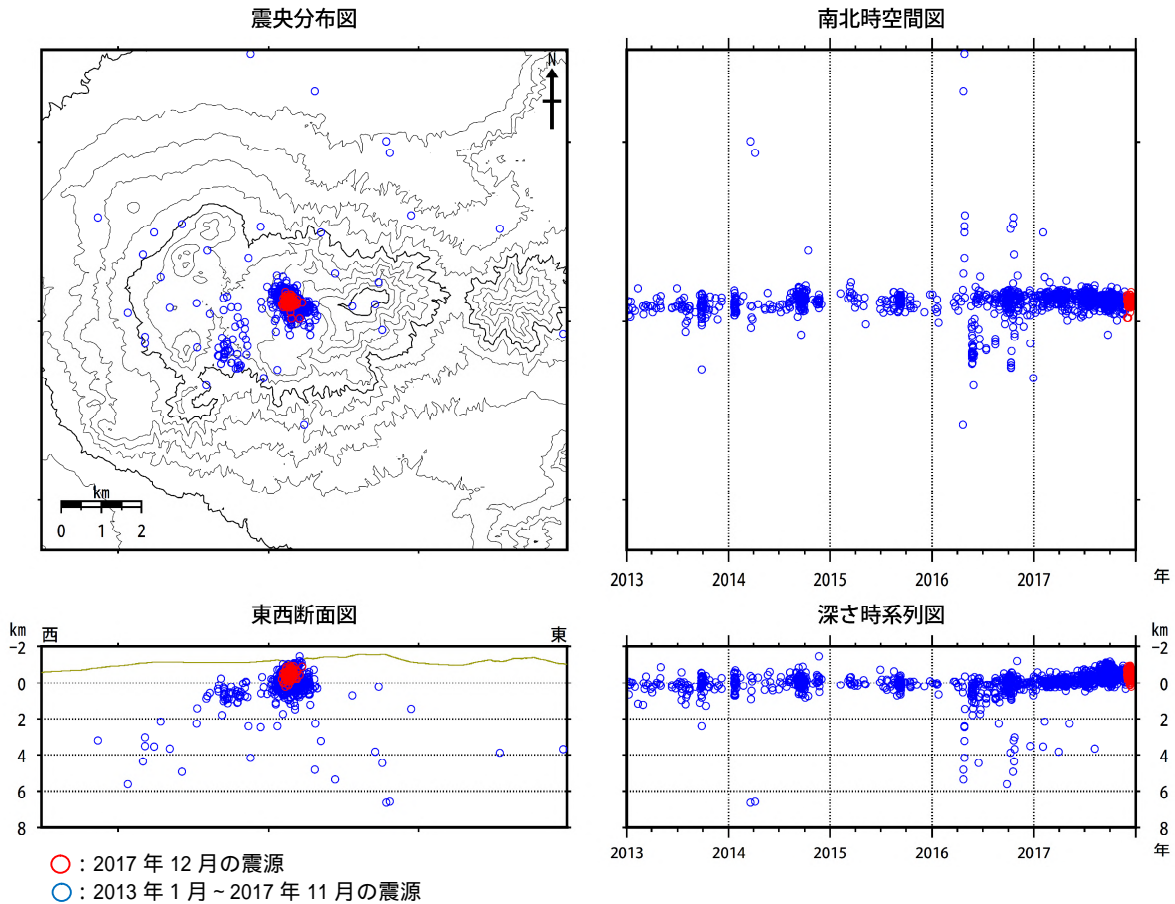 震央分布図
南北時空間図
N
km
0 1 2
2013 2014 2015 2016 2017 年
東西断面図
深さ時系列図
km 西 東
-2
0
2
4
6
8
km
-2
0
2
4
6
8
2013 2014 2015 2016 2017 年
○:2017 年 12 月の震源
○:2013 年 1 月~2017 年 11 月の震源